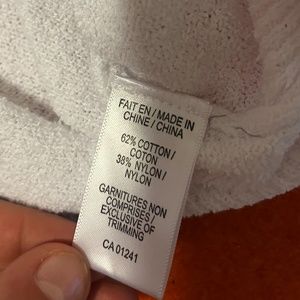 FAIT EN / MADE IN
CHINE / CHINA
62% COTTON /
COTON
38% NYLON /
NYLON
GARNITURES NON
COMPRISES /
EXCLUSIVE OF
TRIMMING
CA 01241